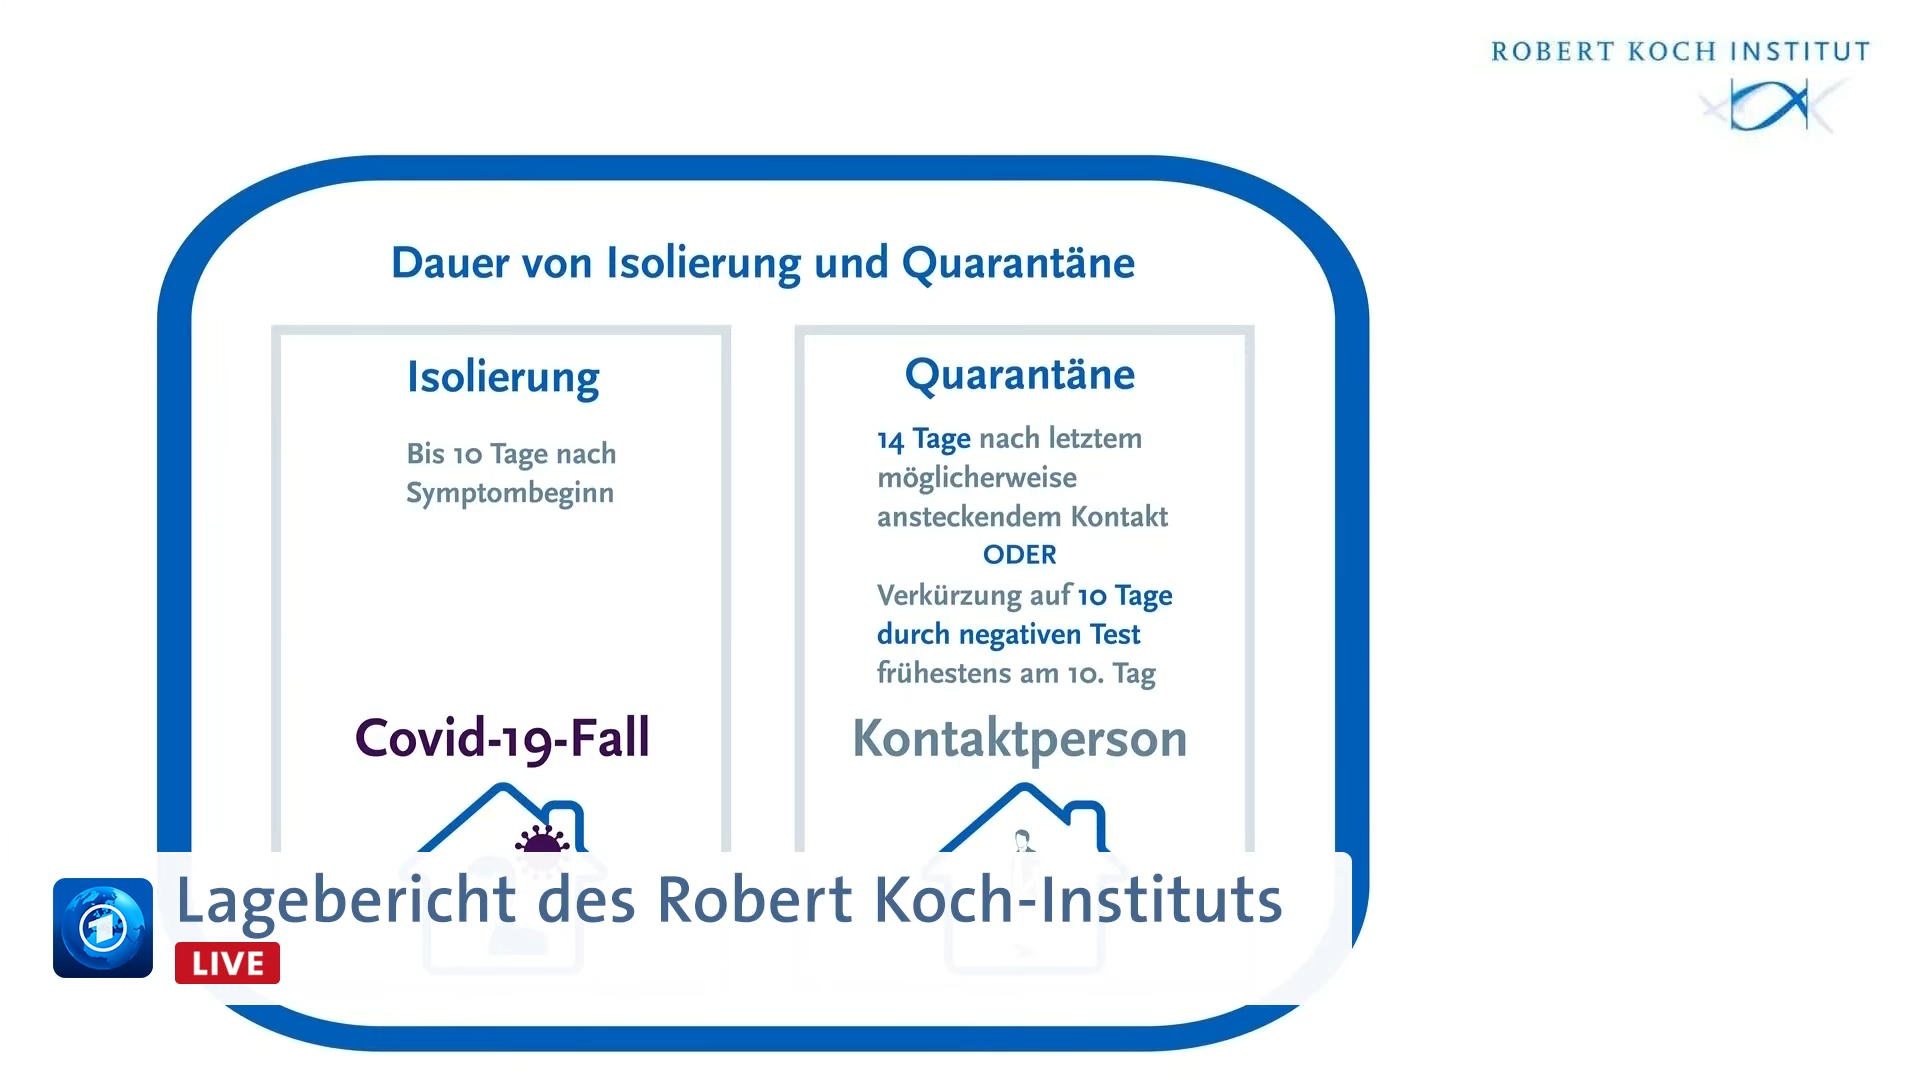 ROBERT KOCH INSTITUT
Dauer von Isolierung und Quarantäne
Isolierung
Bis 10 Tage nach
Symptombeginn
Covid-19-Fall
Quarantäne
14 Tage nach letztem
möglicherweise
ansteckendem Kontakt
ODER
Verkürzung auf 10 Tage
durch negativen Test
frühestens am 10. Tag
Kontaktperson
1
Lagebericht des Robert Koch-Instituts
LIVE